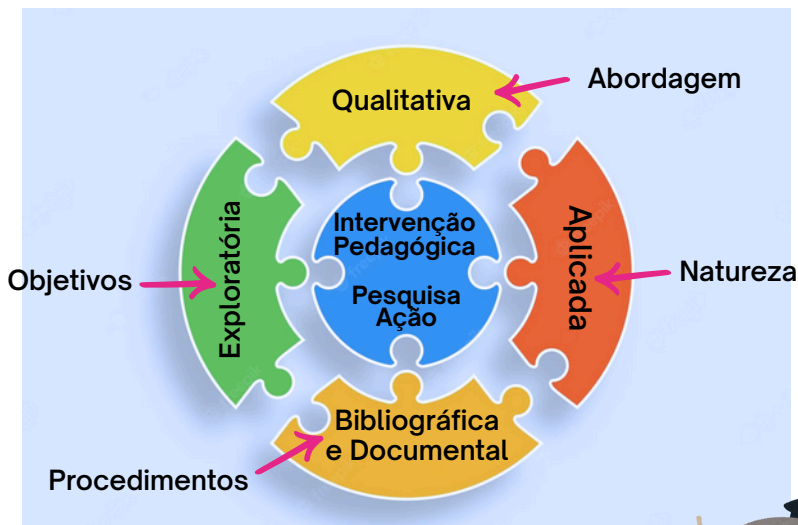 Qualitativa
Abordagem
Exploratória
Objetivos
Intervenção
Pedagógica
Pesquisa
Ação
Aplicada
Natureza
Bibliográfica
e Documental
Procedimentos